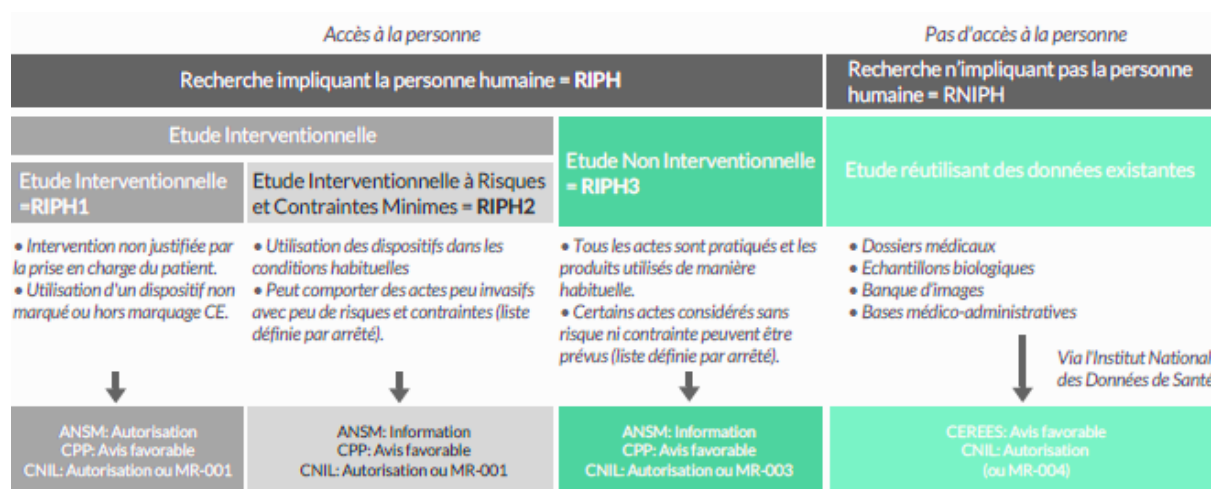 Accès à la personne
Pas d'accès à la personne
Recherche impliquant la personne humaine = RIPH
Recherche n'impliquant pas la personne
humaine = RNIPH
Etude Interventionnelle
Etude Interventionnelle
=RIPH1
Etude Interventionnelle à Risques
et Contraintes Minimes = RIPH2
Etude Non Interventionnelle
= RIPH3
Etude réutilisant des données existantes
• Intervention non justifiée par
la prise en charge du patient.
• Utilisation d'un dispositif non
marqué ou hors marquage CE.
• Utilisation des dispositifs dans les
conditions habituelles
• Peut comporter des actes peu invasifs
avec peu de risques et contraintes (liste
définie par arrêté).
• Tous les actes sont pratiqués et les
produits utilisés de manière
habituelle.
• Certains actes considérés sans
risque ni contrainte peuvent être
prévus (liste définie par arrêté).
• Dossiers médicaux
• Echantillons biologiques
• Banque d'images
• Bases médico-administratives
Via l'Institut National
des Données de Santé
ANSM: Autorisation
CPP: Avis favorable
CNIL: Autorisation ou MR-001
ANSM: Information
CPP: Avis favorable
CNIL: Autorisation ou MR-001
ANSM: Information
CPP: Avis favorable
CNIL: Autorisation ou MR-003
CEREES: Avis favorable
CNIL: Autorisation
(ou MR-004)